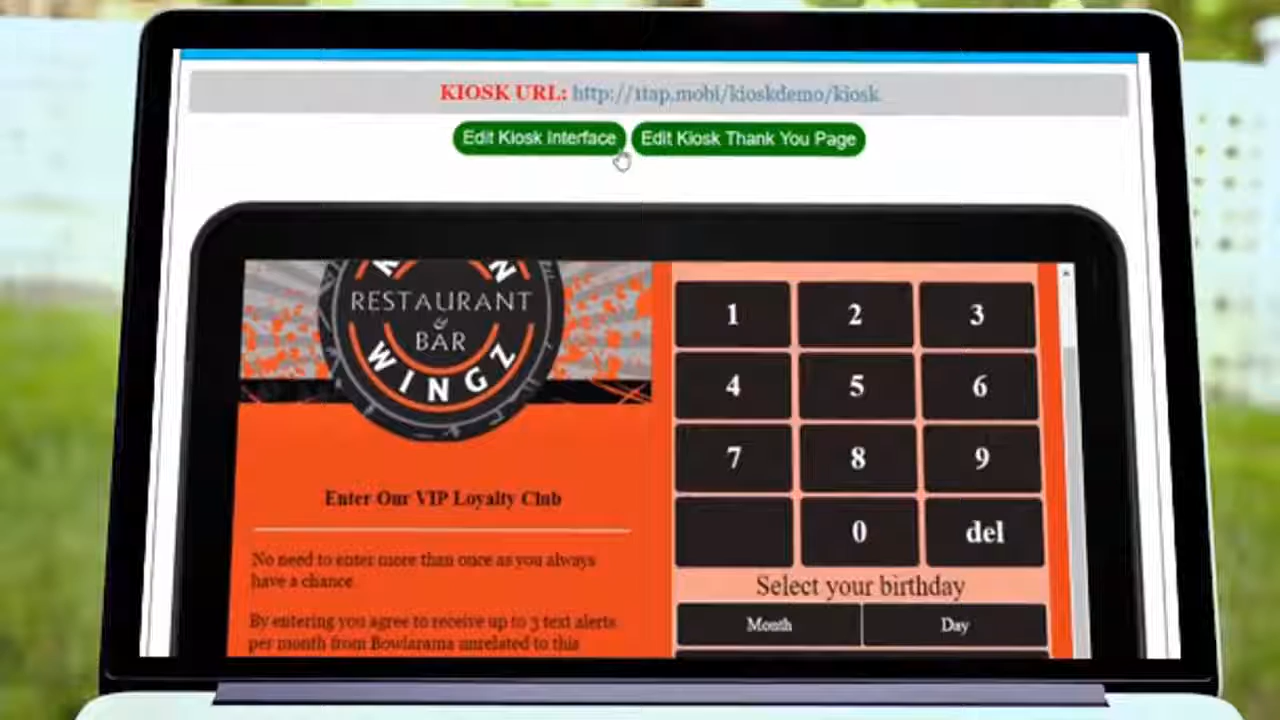 KIOSK URL: http://1tap.mobi/kioskdemo/kiosk
Edit Kiosk Interface
Edit Kiosk Thank You Page
RESTAURANT
&
BAR
WINGZ
Enter Our VIP Loyalty Club
No need to enter more than once as you always
have a chance
By entering you agree to receive up to 3 text alerts
per month from Bowlarama unrelated to this
1 2 3
4 5 6
7 8 9
0 del
Select your birthday
Month Day